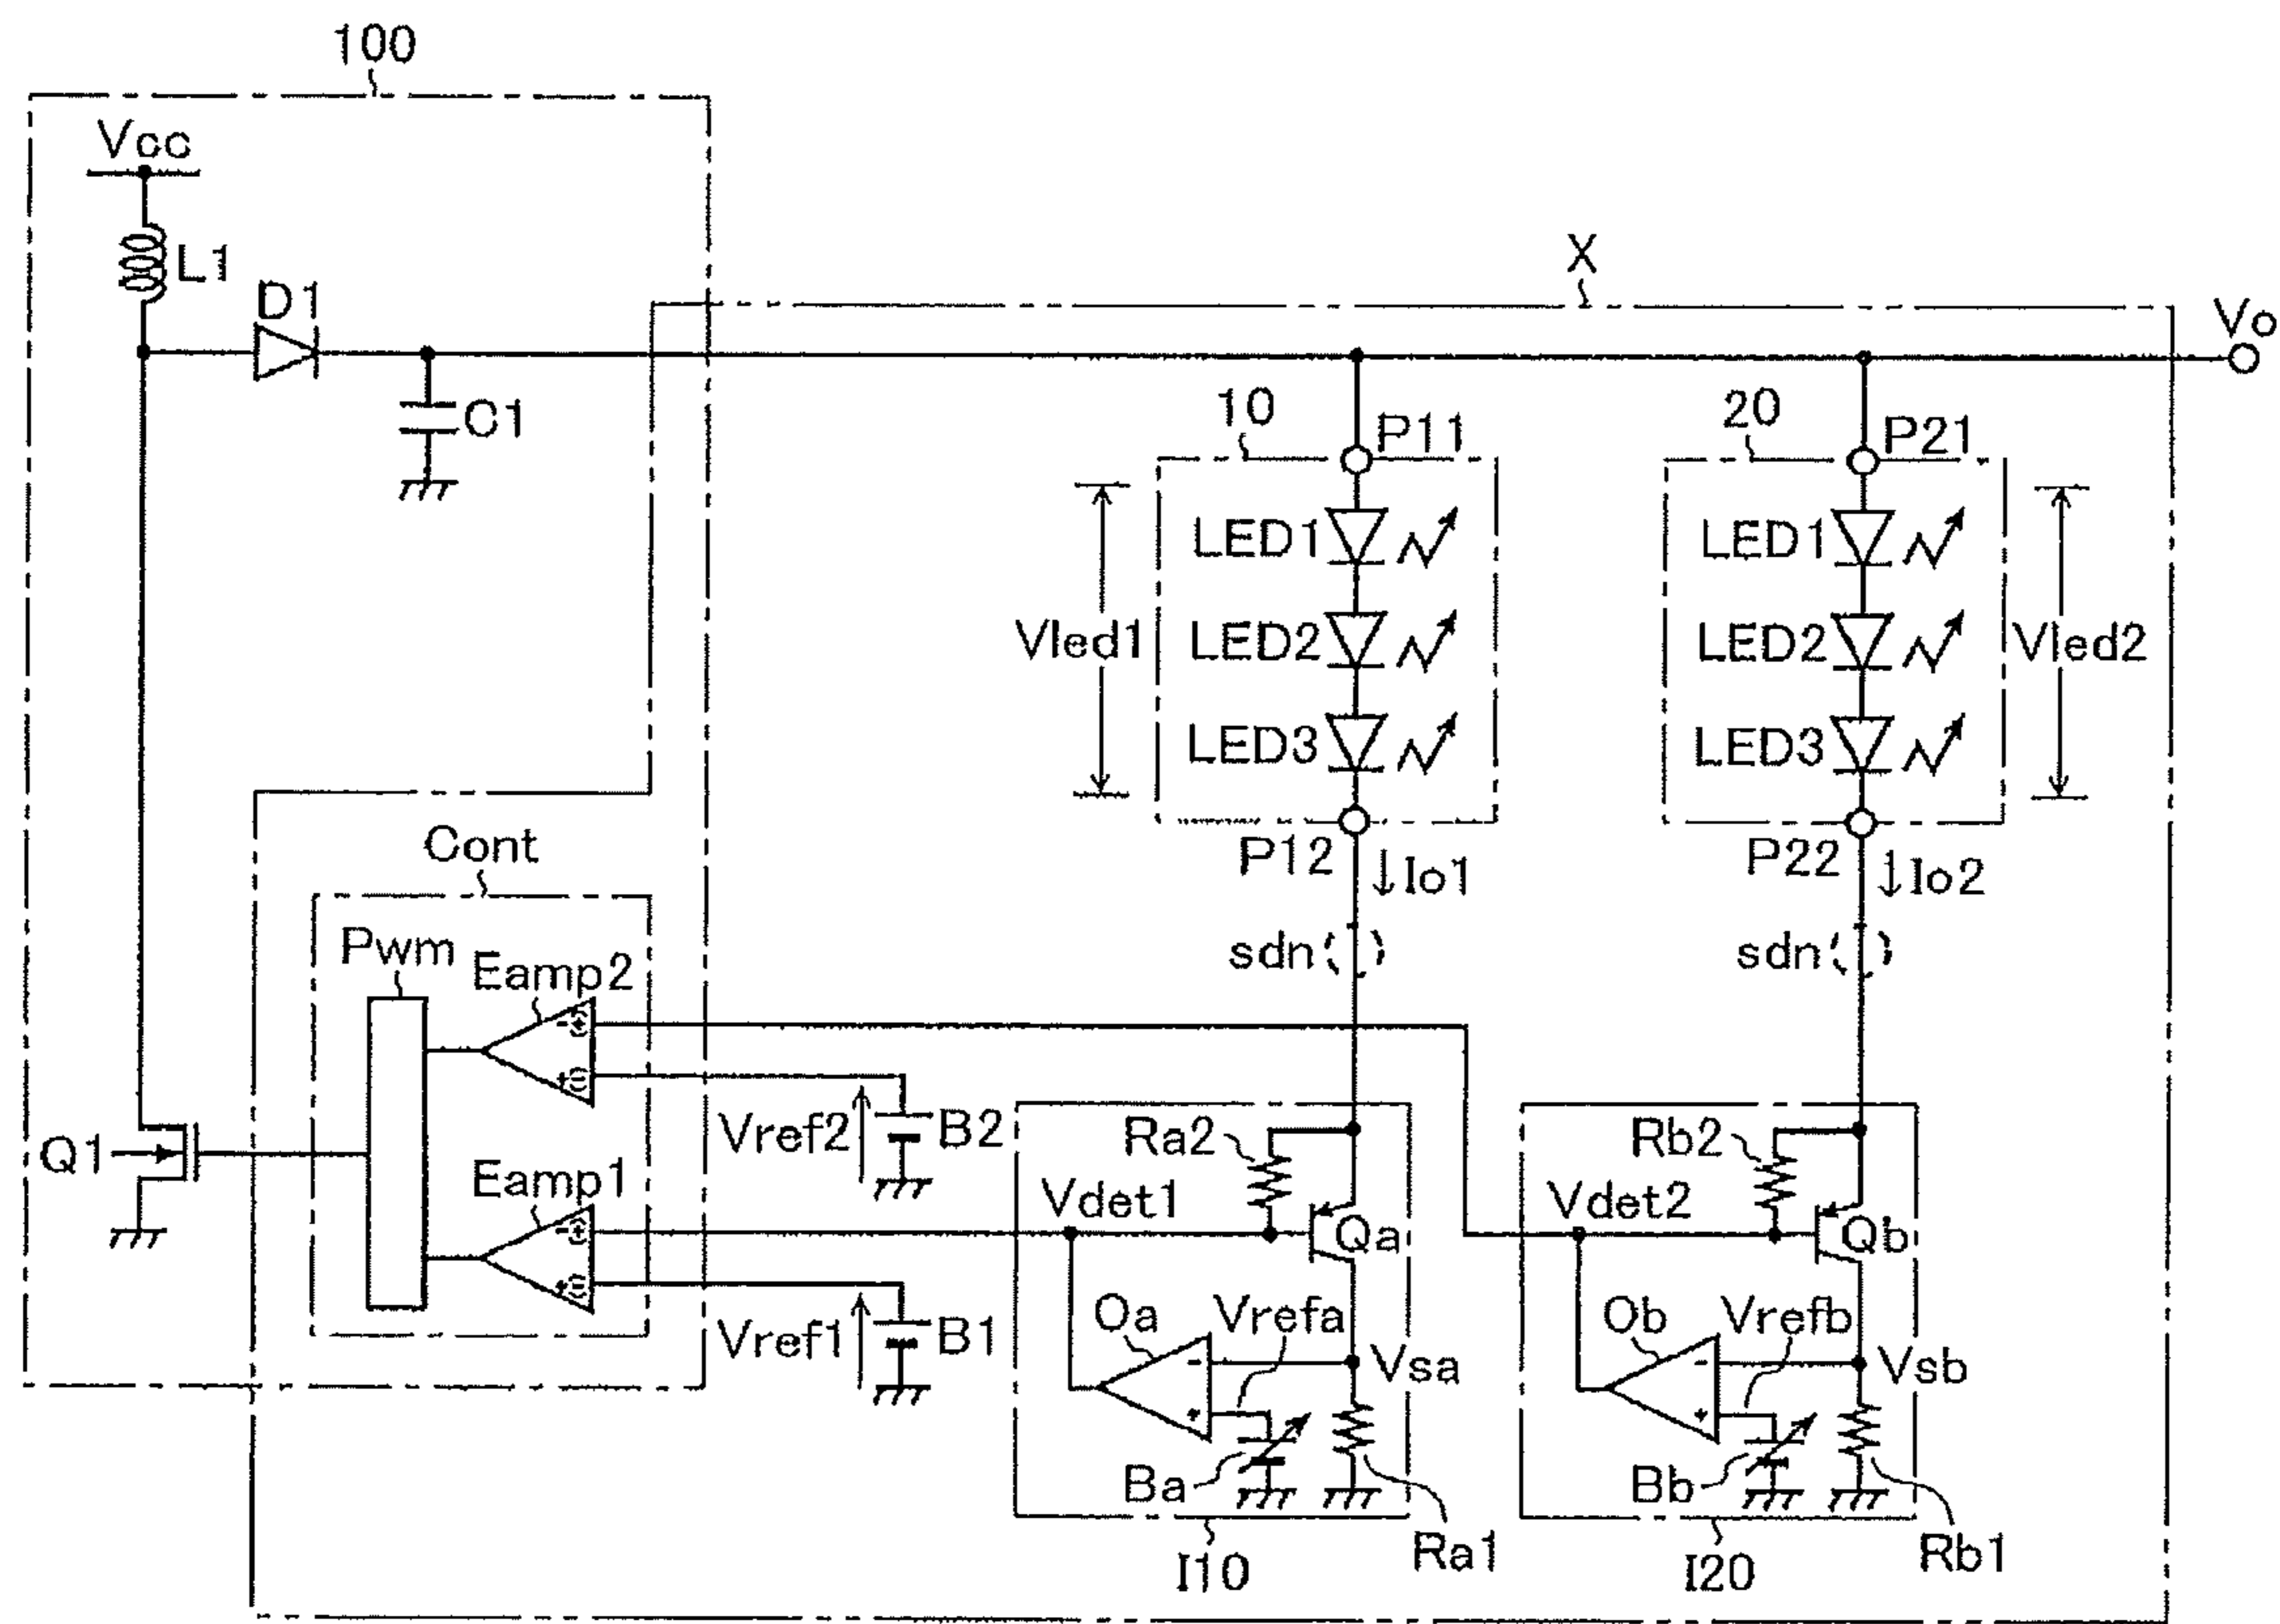 100
Vcc
L1
D1
C1
X
Vo
10
P11
20
P21
LED1
LED1
Vled1
LED2
LED2
Vled2
LED3
LED3
P12
Io1
P22
Io2
Cont
sdn
sdn
Pwm
Eamp2
- (+)
+ (-)
Vref2
B2
Q1
Eamp1
- (+)
+ (-)
Vref1
B1
Ra2
Vdet1
Qa
Rb2
Vdet2
Qb
Oa
Vrefa
-
+
Vsa
Ba
Ra1
I10
Ob
Vrefb
-
+
Vsb
Bb
Rb1
I20